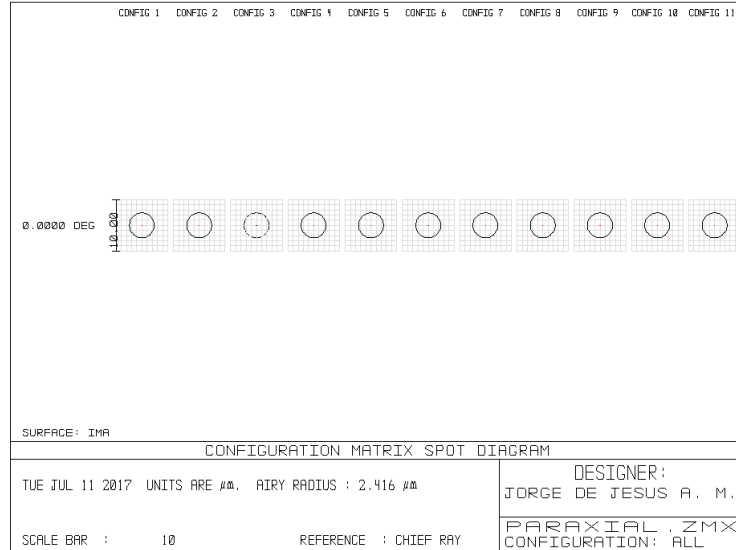 CONFIG 1 CONFIG 2 CONFIG 3 CONFIG 4 CONFIG 5 CONFIG 6 CONFIG 7 CONFIG 8 CONFIG 9 CONFIG 10 CONFIG 11
0.0000 DEG
10.00
SURFACE: IMA
CONFIGURATION MATRIX SPOT DIAGRAM
TUE JUL 11 2017 UNITS ARE µm. AIRY RADIUS : 2.416 µm
SCALE BAR : 10 REFERENCE : CHIEF RAY
DESIGNER:
JORGE DE JESUS A. M.
PARAXIAL.ZMX
CONFIGURATION: ALL